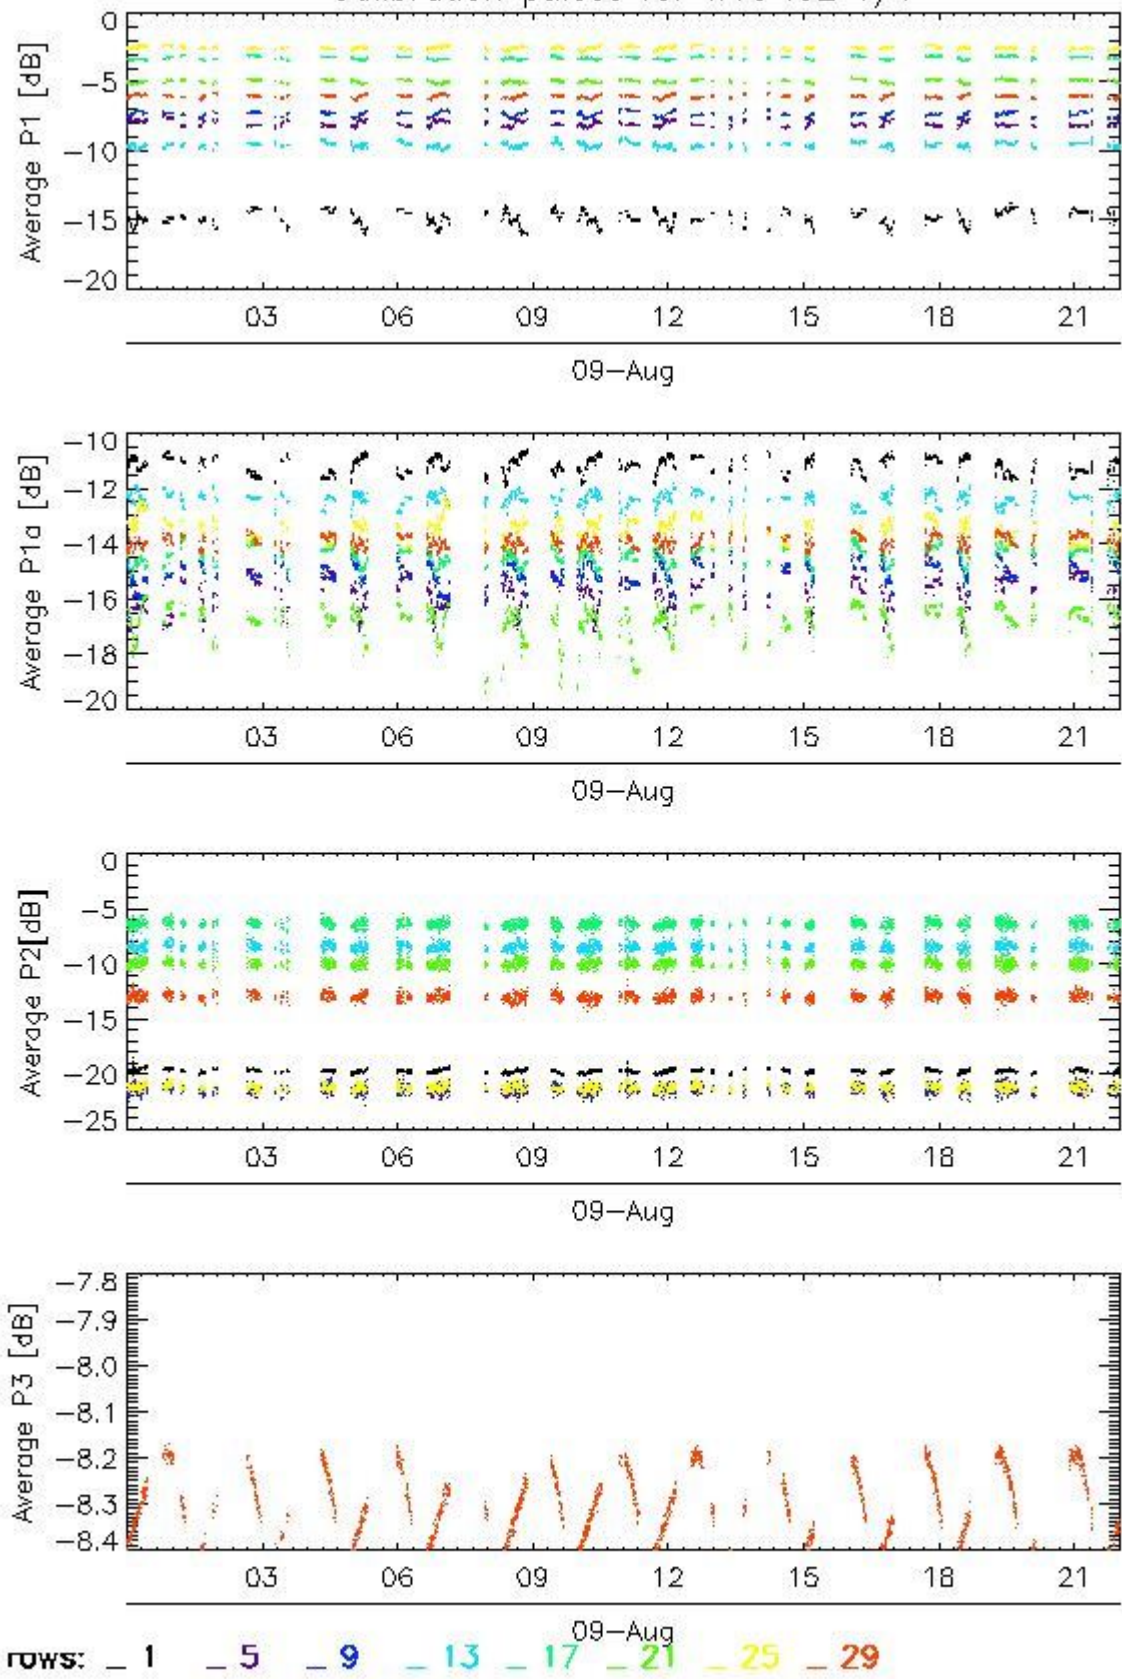 Average P1 [dB]
0
−5
−10
−15
−20
03 06 09 12 15 18 21
09−Aug
Average P1a [dB]
−10
−12
−14
−16
−18
−20
03 06 09 12 15 18 21
09−Aug
Average P2[dB]
0
−5
−10
−15
−20
−25
03 06 09 12 15 18 21
09−Aug
Average P3 [dB]
−7.8
−7.9
−8.0
−8.1
−8.2
−8.3
−8.4
03 06 09 12 15 18 21
09−Aug
rows: _ 1 _ 5 _ 9 _ 13 _ 17 _ 21 _ 25 _ 29